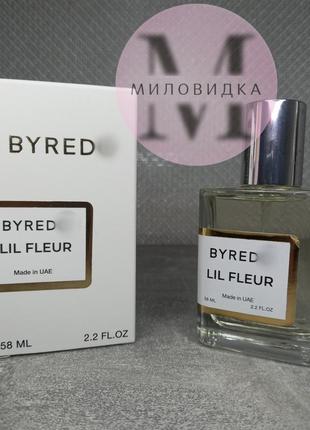 М
МИЛОВИДКА
BYRED
BYRED
LIL FLEUR
Made in UAE
58 ML
2.2 FL.OZ
BYRED
LIL FLEUR
Made in UAE
58 ML
2.2 FL.OZ